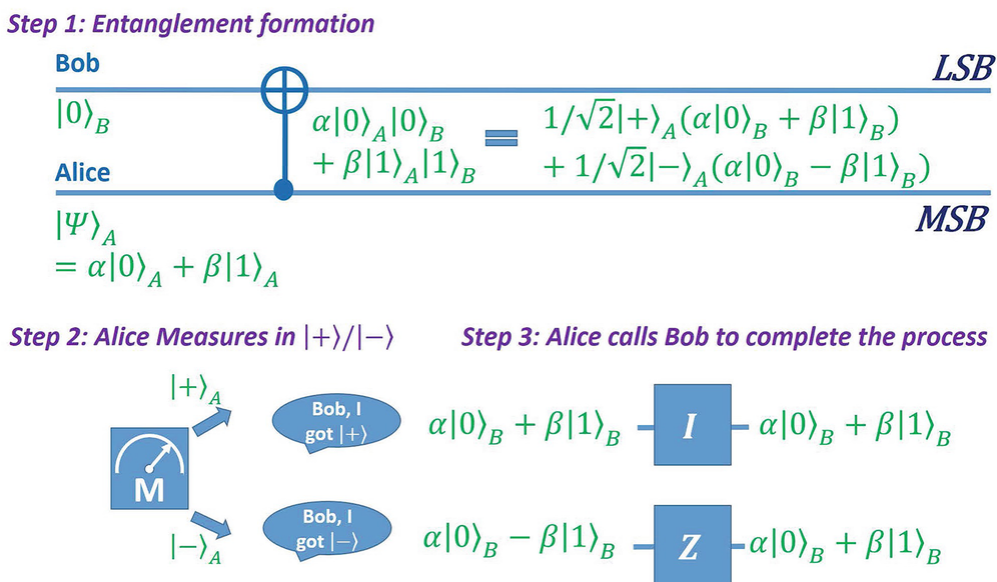 Step 1: Entanglement formation
Bob
LSB
|0⟩_B
α|0⟩_A|0⟩_B
+ β|1⟩_A|1⟩_B
=
1/√2|+⟩_A(α|0⟩_B + β|1⟩_B)
+ 1/√2|−⟩_A(α|0⟩_B − β|1⟩_B)
Alice
MSB
|Ψ⟩_A
= α|0⟩_A + β|1⟩_A
Step 2: Alice Measures in |+⟩/|−⟩
|+⟩_A
M
|−⟩_A
Bob, I
got |+⟩
Bob, I
got |−⟩
Step 3: Alice calls Bob to complete the process
α|0⟩_B + β|1⟩_B
I
α|0⟩_B + β|1⟩_B
α|0⟩_B − β|1⟩_B
Z
α|0⟩_B + β|1⟩_B